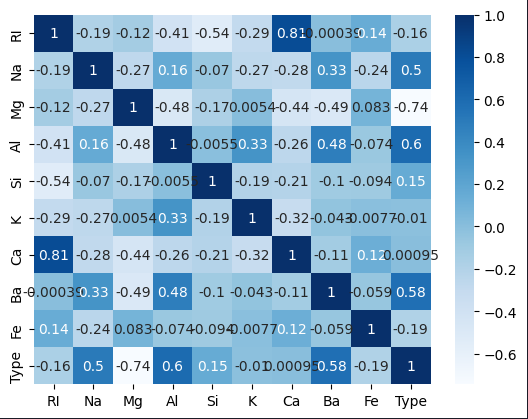 RI 1 -0.19 -0.12 -0.41 -0.54 -0.29 0.81 -0.00039 0.14 -0.16
Na -0.19 1 -0.27 0.16 -0.07 -0.27 -0.28 0.33 -0.24 0.5
Mg -0.12 -0.27 1 -0.48 -0.17 0.0054 -0.44 -0.49 0.083 -0.74
Al -0.41 0.16 -0.48 1 -0.0055 0.33 -0.26 0.48 -0.074 0.6
Si -0.54 -0.07 -0.17 -0.0055 1 -0.19 -0.21 -0.1 -0.094 0.15
K -0.29 -0.27 0.0054 0.33 -0.19 1 -0.32 -0.043 -0.0077 -0.01
Ca 0.81 -0.28 -0.44 -0.26 -0.21 -0.32 1 -0.11 0.12 0.00095
Ba -0.00039 0.33 -0.49 0.48 -0.1 -0.043 -0.11 1 -0.059 0.58
Fe 0.14 -0.24 0.083 -0.074 -0.094 -0.0077 0.12 -0.059 1 -0.19
Type -0.16 0.5 -0.74 0.6 0.15 -0.01 0.00095 0.58 -0.19 1
RI Na Mg Al Si K Ca Ba Fe Type
1.0
0.8
0.6
0.4
0.2
0.0
−0.2
−0.4
−0.6